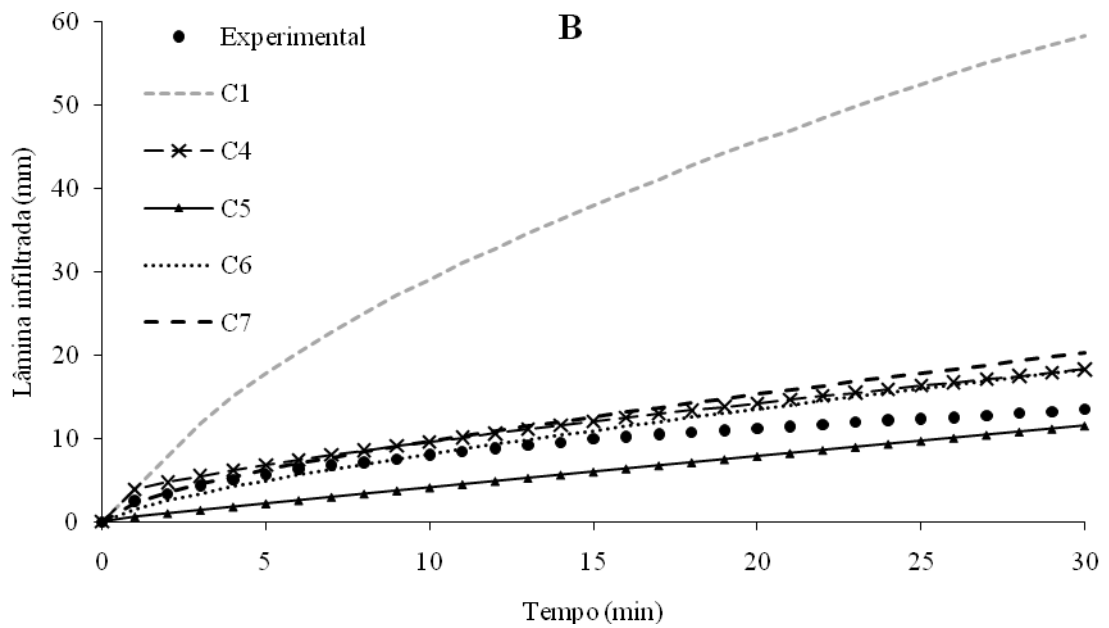 B
60
50
40
30
20
10
0
Lâmina infiltrada (mm)
Experimental
C1
C4
C5
C6
C7
0 5 10 15 20 25 30
Tempo (min)